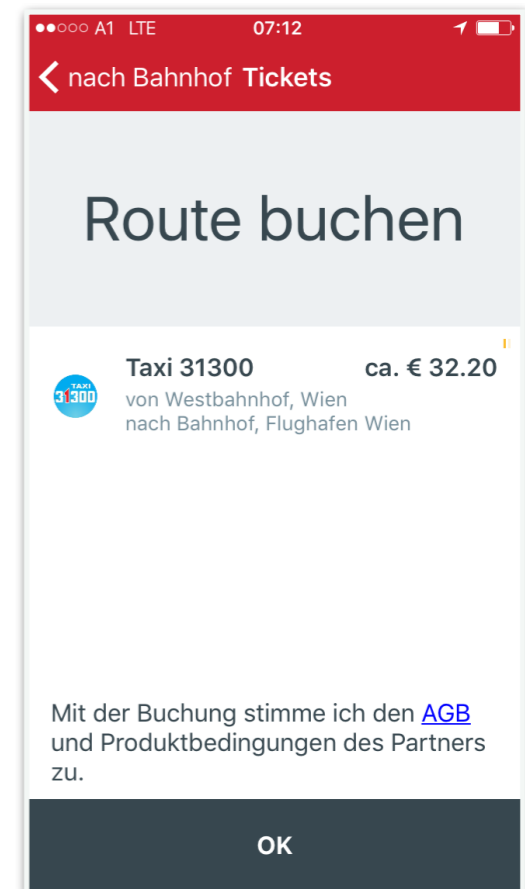 A1 LTE 07:12
nach Bahnhof Tickets
Route buchen
TAXI
31300
Taxi 31300 ca. € 32.20
von Westbahnhof, Wien
nach Bahnhof, Flughafen Wien
Mit der Buchung stimme ich den AGB
und Produktbedingungen des Partners
zu.
OK